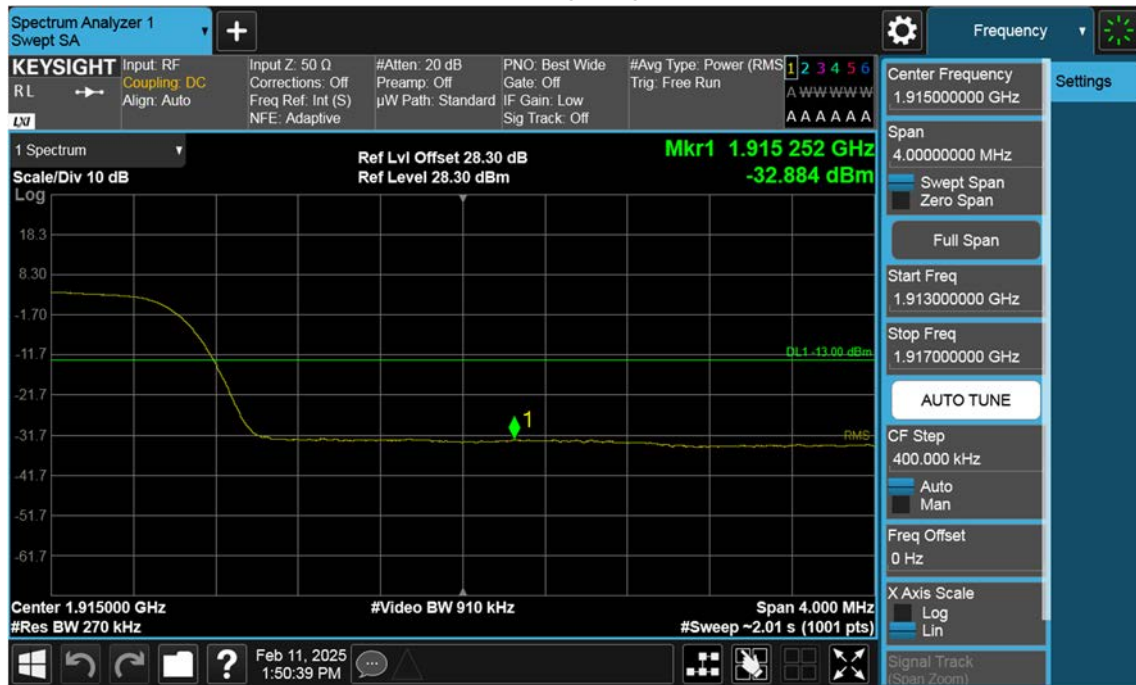 Spectrum Analyzer 1
Swept SA
Frequency
KEYSIGHT
RL
LXI
Input: RF
Coupling: DC
Align: Auto
Input Z: 50 Ω
Corrections: Off
Freq Ref: Int (S)
NFE: Adaptive
#Atten: 20 dB
Preamp: Off
µW Path: Standard
PNO: Best Wide
Gate: Off
IF Gain: Low
Sig Track: Off
#Avg Type: Power (RMS
Trig: Free Run
1 2 3 4 5 6
A W W W W W
A A A A A A
1 Spectrum
Scale/Div 10 dB
Log
Ref Lvl Offset 28.30 dB
Ref Level 28.30 dBm
Mkr1 1.915 252 GHz
-32.884 dBm
18.3
8.30
-1.70
-11.7
DL1 -13.00 dBm
-21.7
1
-31.7
RMS
-41.7
-51.7
-61.7
Center 1.915000 GHz
#Video BW 910 kHz
Span 4.000 MHz
#Res BW 270 kHz
#Sweep ~2.01 s (1001 pts)
Feb 11, 2025
1:50:39 PM
?
Center Frequency
1.915000000 GHz
Settings
Span
4.00000000 MHz
Swept Span
Zero Span
Full Span
Start Freq
1.913000000 GHz
Stop Freq
1.917000000 GHz
AUTO TUNE
CF Step
400.000 kHz
Auto
Man
Freq Offset
0 Hz
X Axis Scale
Log
Lin
Signal Track
(Span Zoom)